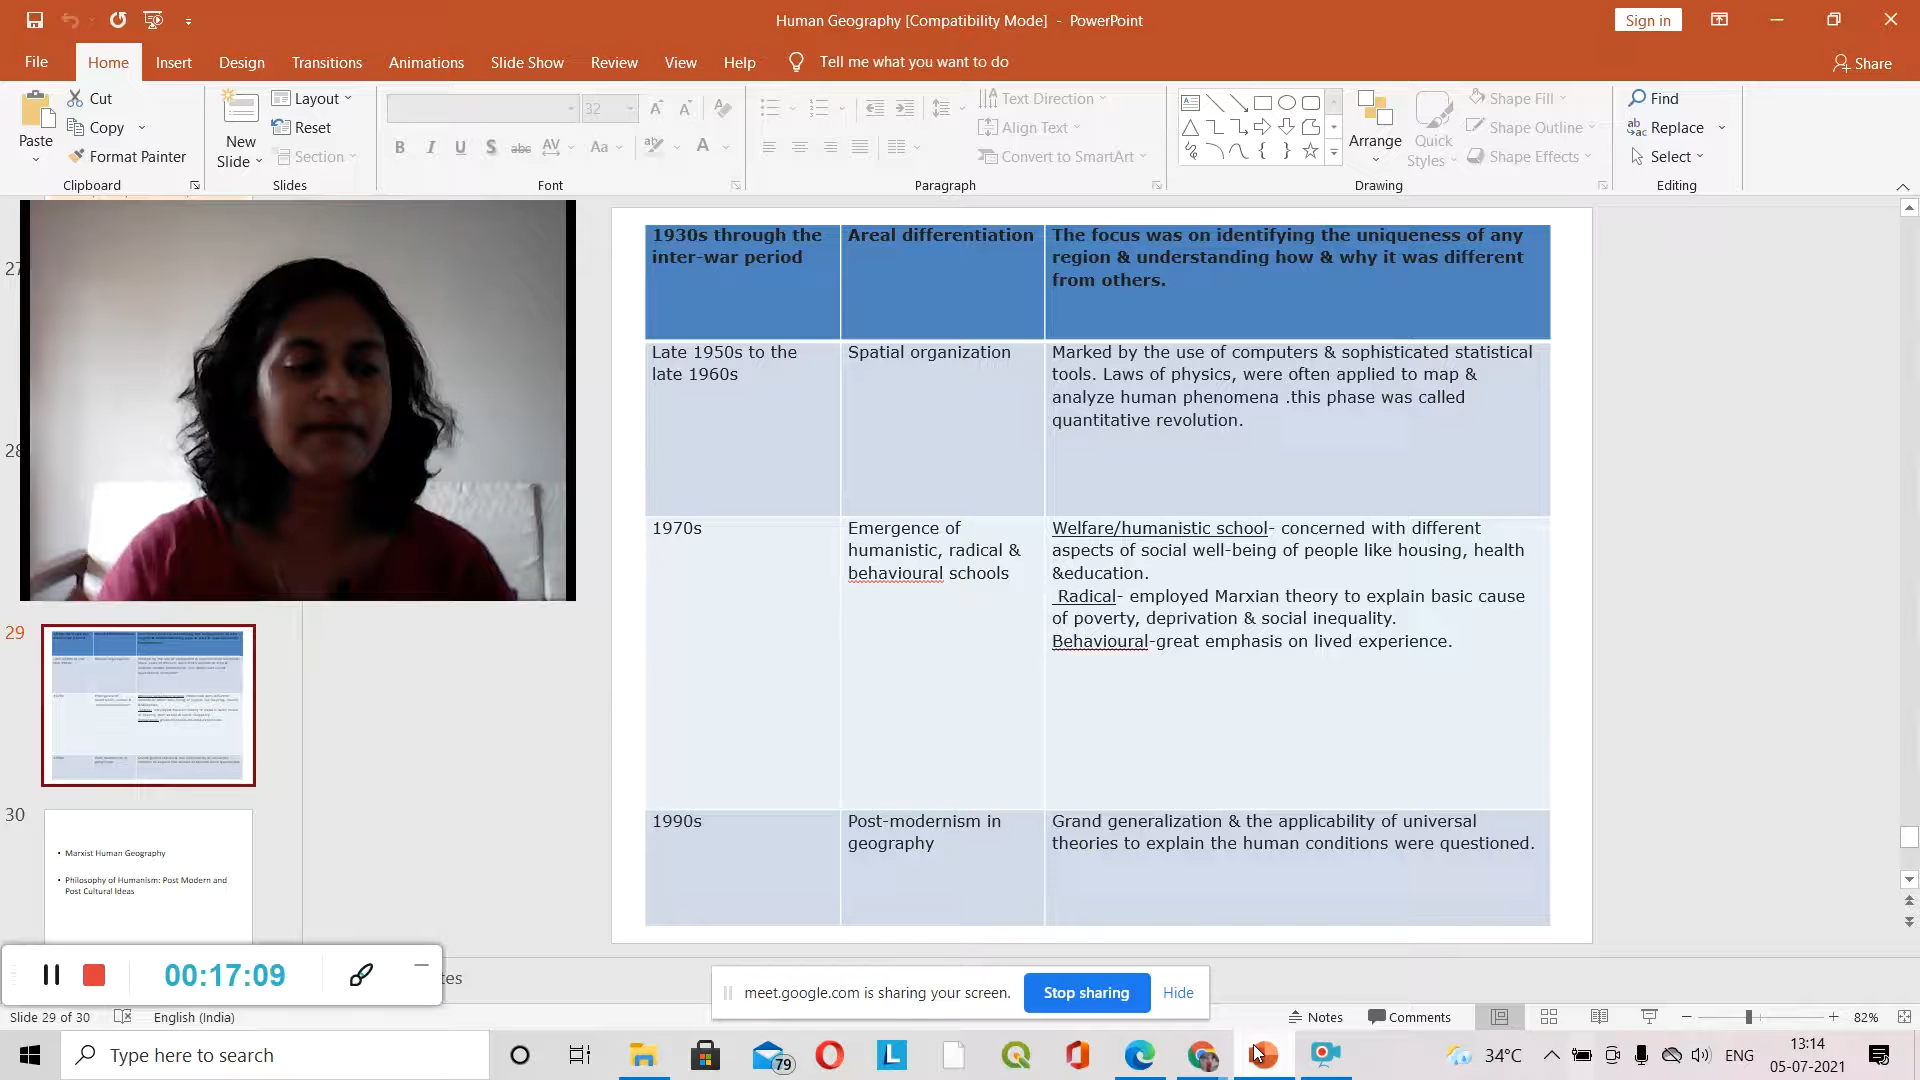 Human Geography [Compatibility Mode] - PowerPoint
Sign in
File Home Insert Design Transitions Animations Slide Show Review View Help Tell me what you want to do Share
Paste
Cut
Copy
Format Painter
Clipboard
New
Slide
Layout
Reset
Section
Slides
32
B I U S abc AV Aa A
Font
Text Direction
Align Text
Convert to SmartArt
Paragraph
Arrange
Quick
Styles
Shape Fill
Shape Outline
Shape Effects
Drawing
Find
Replace
Select
Editing
27
28
29
30
• Marxist Human Geography
• Philosophy of Humanism: Post Modern and
Post Cultural Ideas
1930s through the
inter-war period
Areal differentiation
The focus was on identifying the uniqueness of any
region & understanding how & why it was different
from others.
Late 1950s to the
late 1960s
Spatial organization
Marked by the use of computers & sophisticated statistical
tools. Laws of physics, were often applied to map &
analyze human phenomena .this phase was called
quantitative revolution.
1970s
Emergence of
humanistic, radical &
behavioural schools
Welfare/humanistic school- concerned with different
aspects of social well-being of people like housing, health
&education.
Radical- employed Marxian theory to explain basic cause
of poverty, deprivation & social inequality.
Behavioural-great emphasis on lived experience.
1990s
Post-modernism in
geography
Grand generalization & the applicability of universal
theories to explain the human conditions were questioned.
00:17:09
tes
meet.google.com is sharing your screen. Stop sharing Hide
Slide 29 of 30 English (India) Notes Comments 82%
Type here to search
79
34°C ENG
13:14
05-07-2021